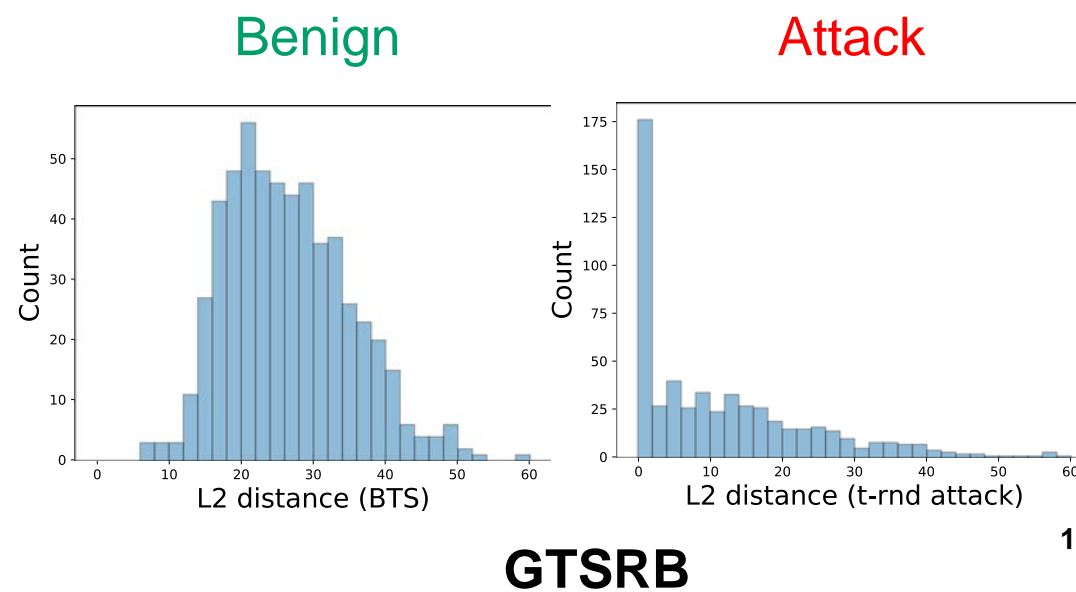 Benign
Attack
Count
50
40
30
20
10
0
0 10 20 30 40 50 60
L2 distance (BTS)
Count
175
150
125
100
75
50
25
0
0 10 20 30 40 50 60
L2 distance (t-rnd attack)
1
GTSRB